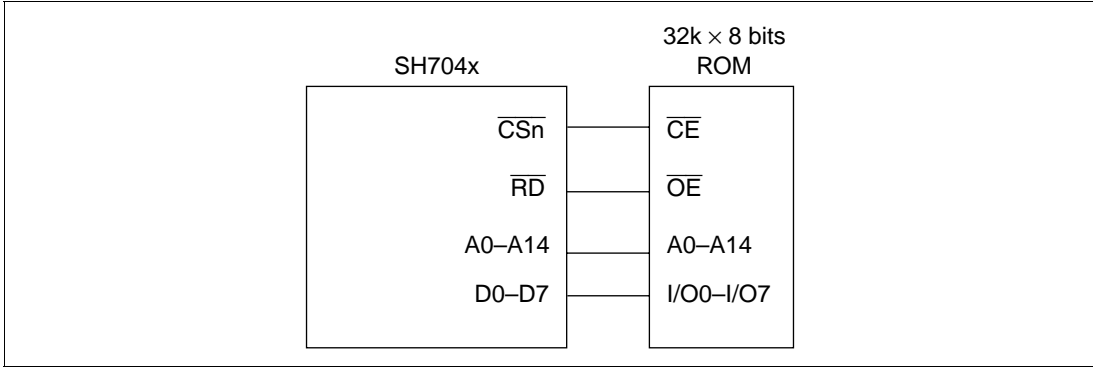 32k × 8 bits
SH704x ROM
CSn CE
RD OE
A0–A14 A0–A14
D0–D7 I/O0–I/O7